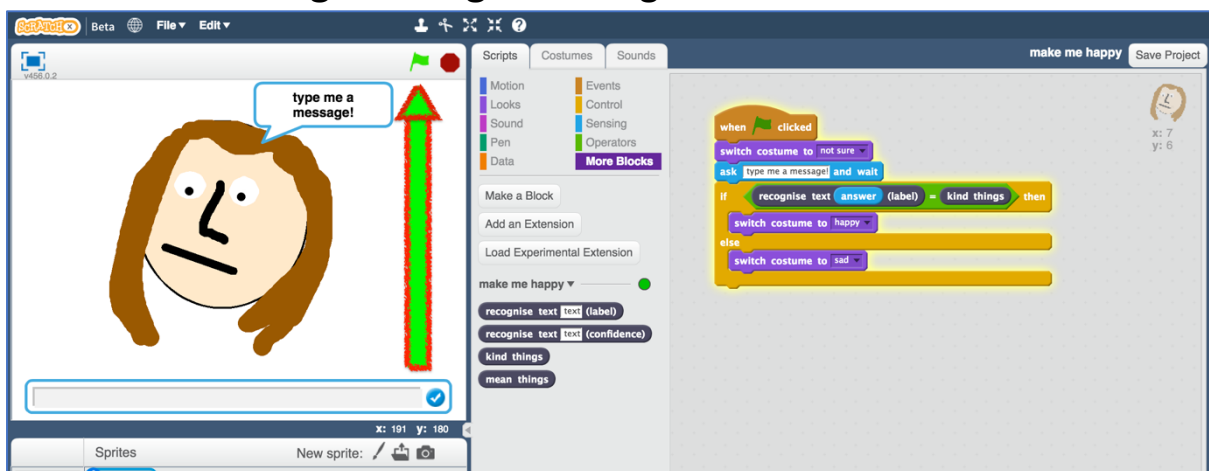 SCRATCHX Beta File Edit
v456.0.2
type me a
message!
x: 191 y: 180
Sprites New sprite:
Scripts Costumes Sounds
Motion Events
Looks Control
Sound Sensing
Pen Operators
Data More Blocks
Make a Block
Add an Extension
Load Experimental Extension
make me happy
recognise text text (label)
recognise text text (confidence)
kind things
mean things
make me happy Save Project
when clicked
switch costume to not sure
ask type me a message! and wait
if recognise text answer (label) = kind things then
switch costume to happy
else
switch costume to sad
x: 7
y: 6